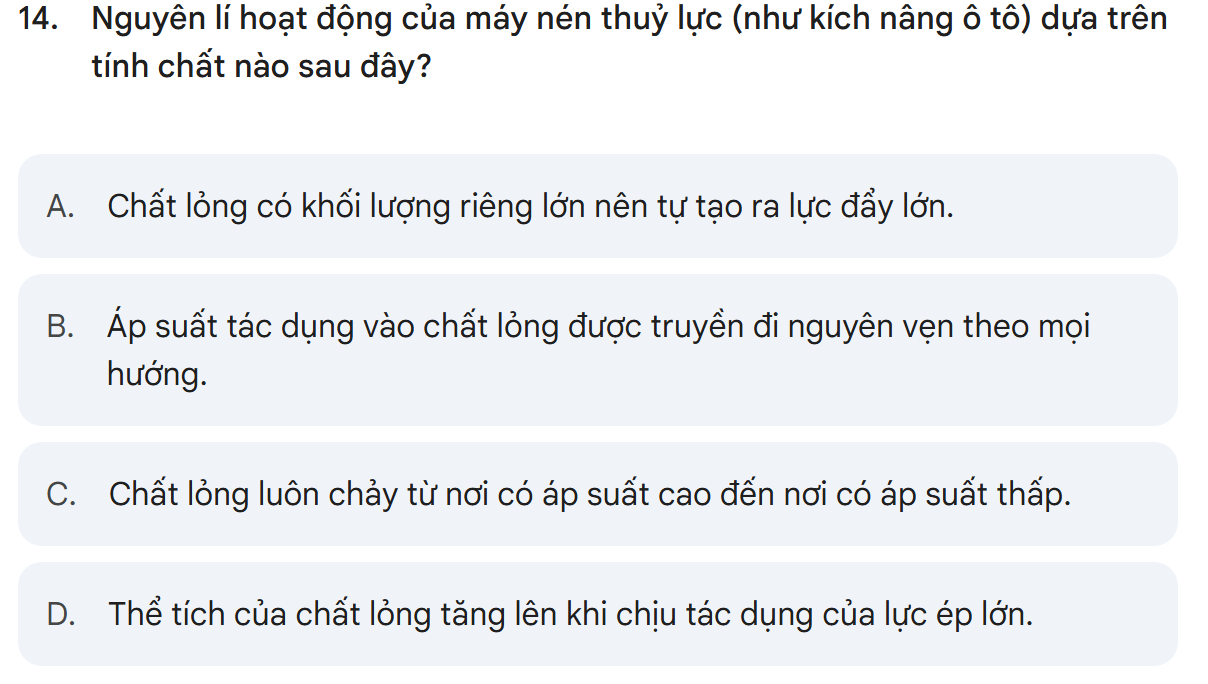 14. Nguyên lí hoạt động của máy nén thuỷ lực (như kích nâng ô tô) dựa trên
tính chất nào sau đây?
A. Chất lỏng có khối lượng riêng lớn nên tự tạo ra lực đẩy lớn.
B. Áp suất tác dụng vào chất lỏng được truyền đi nguyên vẹn theo mọi
hướng.
C. Chất lỏng luôn chảy từ nơi có áp suất cao đến nơi có áp suất thấp.
D. Thể tích của chất lỏng tăng lên khi chịu tác dụng của lực ép lớn.